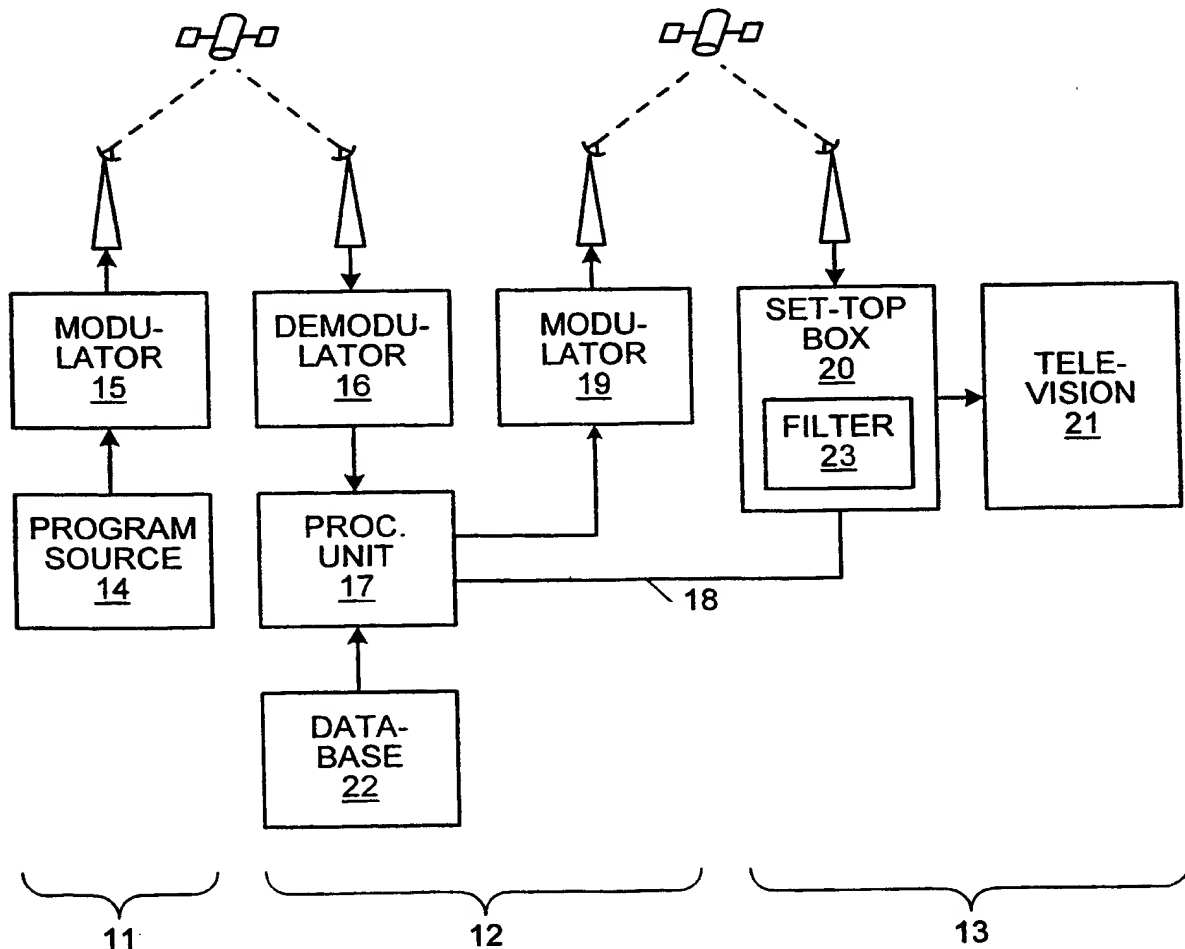 MODU-
LATOR
15
DEMODU-
LATOR
16
MODU-
LATOR
19
SET-TOP
BOX
20
FILTER
23
TELE-
VISION
21
PROGRAM
SOURCE
14
PROC.
UNIT
17
18
DATA-
BASE
22
11
12
13